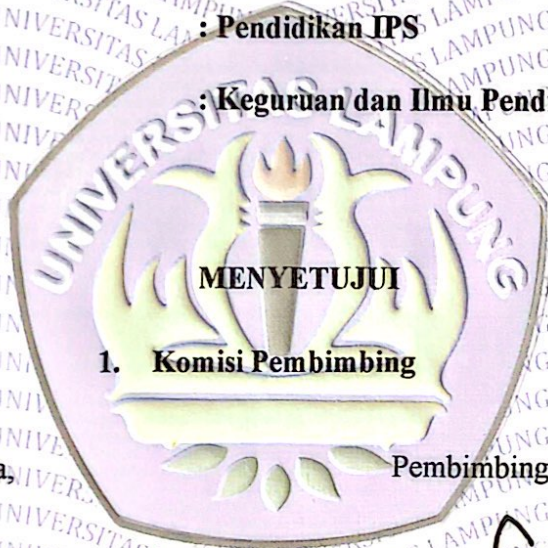 : Pendidikan IPS
: Keguruan dan Ilmu Pend
UNIVERSITAS LAMPUNG
MENYETUJUI
1. Komisi Pembimbing
a,
Pembimbing